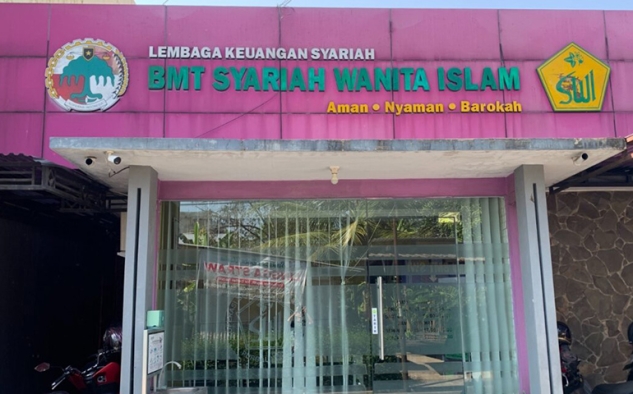 LEMBAGA KEUANGAN SYARIAH
BMT SYARIAH WANITA ISLAM
Aman • Nyaman • Barokah